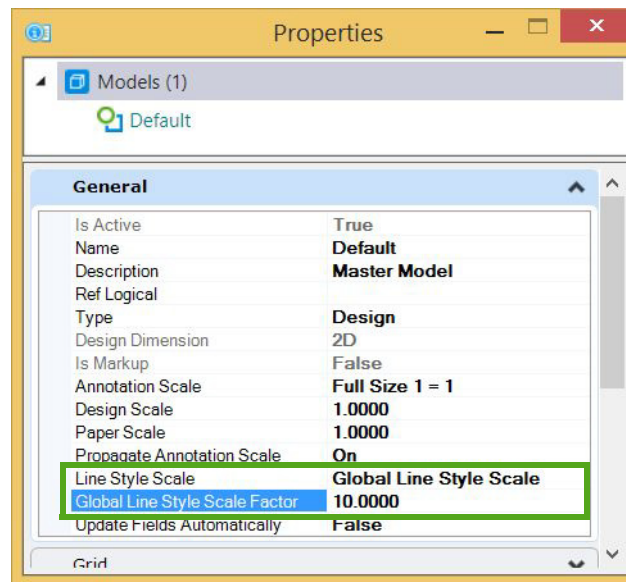 Properties
Models (1)
Default
General
Is Active True
Name Default
Description Master Model
Ref Logical
Type Design
Design Dimension 2D
Is Markup False
Annotation Scale Full Size 1 = 1
Design Scale 1.0000
Paper Scale 1.0000
Propagate Annotation Scale On
Line Style Scale Global Line Style Scale
Global Line Style Scale Factor 10.0000
Update Fields Automatically False
Grid